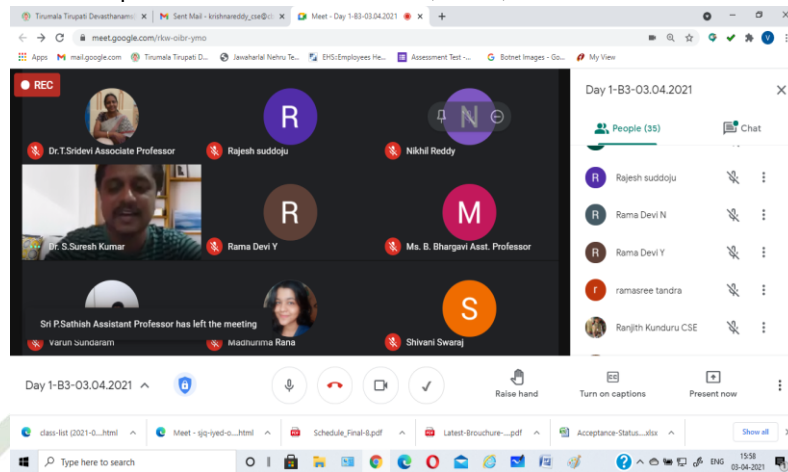 Tirumala Tirupati Devasthanams
Sent Mail - krishnareddy_cse@c
Meet - Day 1-B3-03.04.2021
meet.google.com/rkw-oibr-ymo
Apps
mail.google.com
Tirumala Tirupati D...
Jawaharlal Nehru Te...
EHS:Employees He...
Assessment Test -...
Botnet Images - Go...
My View
REC
Day 1-B3-03.04.2021
People (35)
Chat
R
R
N
Dr.T.Sridevi Associate Professor
Rajesh suddoju
Nikhil Reddy
R
M
Dr. S.Suresh Kumar
Rama Devi Y
Ms. B. Bhargavi Asst. Professor
S
Sri P.Sathish Assistant Professor has left the meeting
Varun Sundaram
Madhurima Rana
Shivani Swaraj
R
Rajesh suddoju
R
Rama Devi N
R
Rama Devi Y
r
ramasree tandra
Ranjith Kunduru CSE
Day 1-B3-03.04.2021
Raise hand
Turn on captions
Present now
class-list (2021-0....html
Meet - sjq-iyed-o....html
Schedule_Final-8.pdf
Latest-Brouchure-....pdf
Acceptance-Status....xlsx
Show all
Type here to search
ENG
15:58
03-04-2021